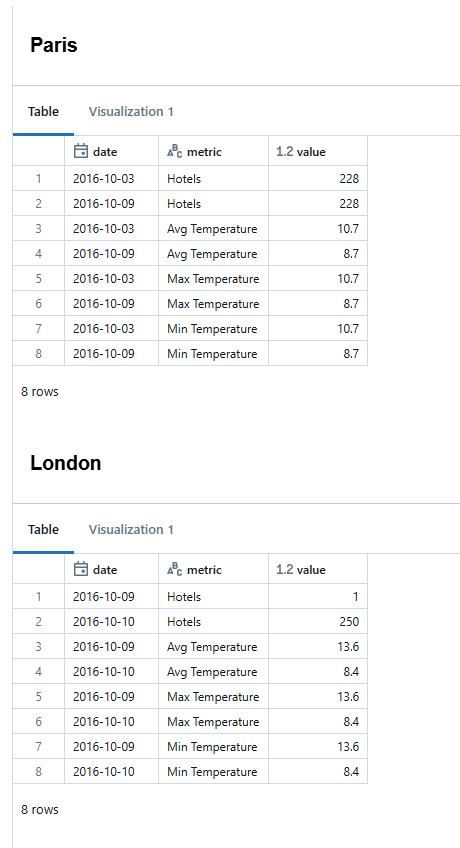 Paris
Table Visualization 1
date ABC metric 1.2 value
1 2016-10-03 Hotels 228
2 2016-10-09 Hotels 228
3 2016-10-03 Avg Temperature 10.7
4 2016-10-09 Avg Temperature 8.7
5 2016-10-03 Max Temperature 10.7
6 2016-10-09 Max Temperature 8.7
7 2016-10-03 Min Temperature 10.7
8 2016-10-09 Min Temperature 8.7
8 rows
London
Table Visualization 1
date ABC metric 1.2 value
1 2016-10-09 Hotels 1
2 2016-10-10 Hotels 250
3 2016-10-09 Avg Temperature 13.6
4 2016-10-10 Avg Temperature 8.4
5 2016-10-09 Max Temperature 13.6
6 2016-10-10 Max Temperature 8.4
7 2016-10-09 Min Temperature 13.6
8 2016-10-10 Min Temperature 8.4
8 rows